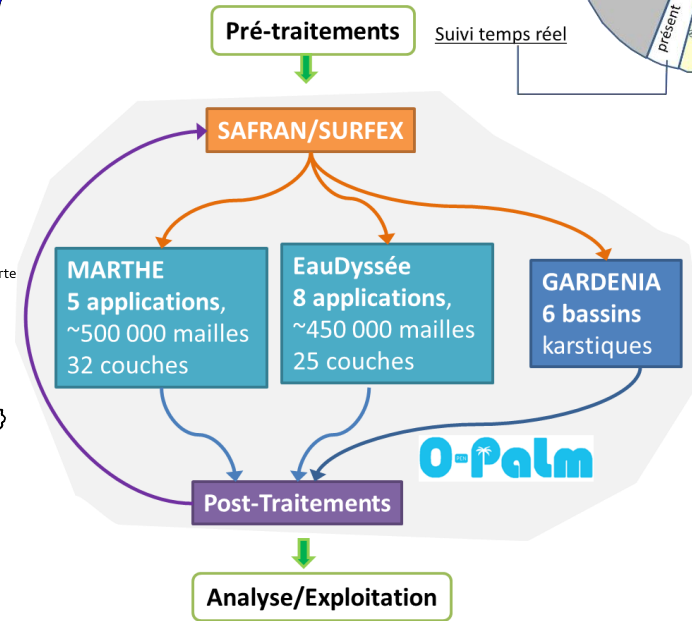 Pré-traitements
Suivi temps réel
présent
SAFRAN/SURFEX
rte
MARTHE
5 applications,
~500 000 mailles
32 couches
EauDyssée
8 applications,
~450 000 mailles
25 couches
GARDENIA
6 bassins
karstiques
O-Palm
Post-Traitements
Analyse/Exploitation